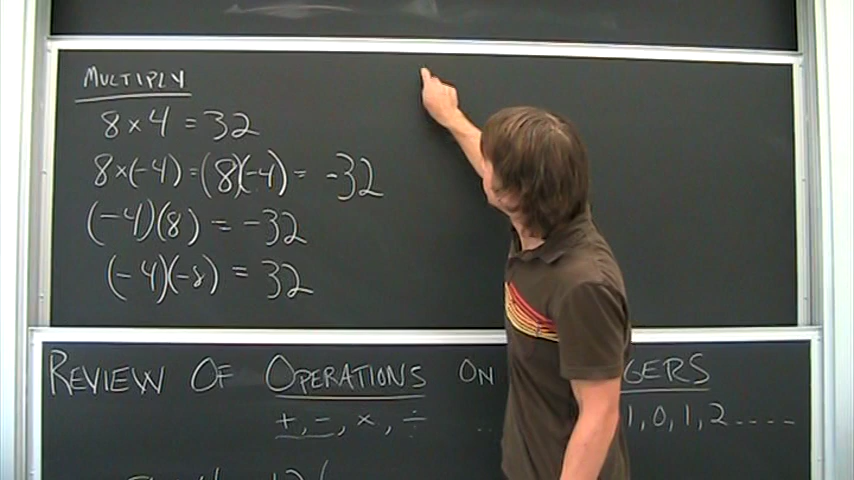 MULTIPLY
8 x 4 = 32
8 x (-4) = (8)(-4) = -32
(-4)(8) = -32
(-4)(-8) = 32
REVIEW OF OPERATIONS ON GERS
+, -, x, ÷ 1, 0, 1, 2 ----